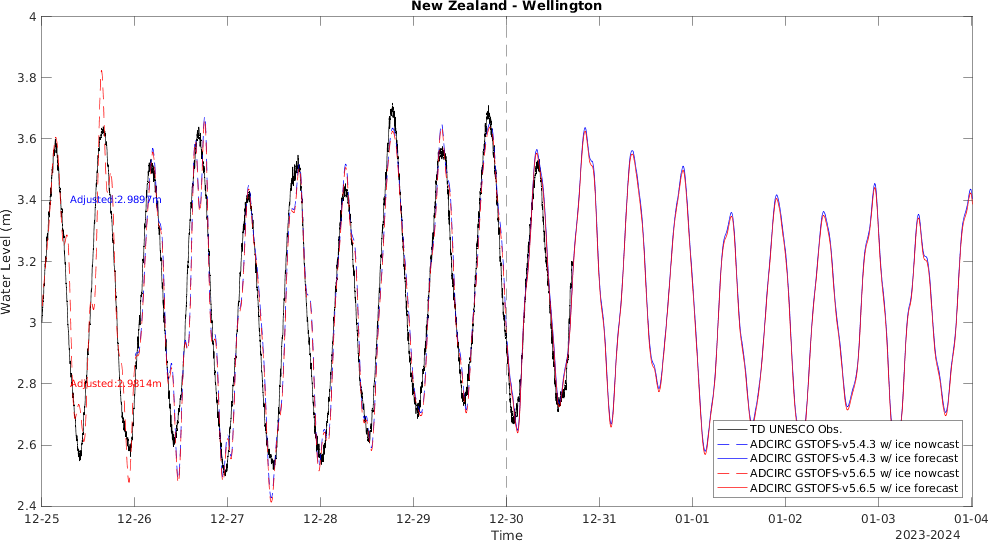 New Zealand - Wellington
4
3.8
3.6
3.4
3.2
3
2.8
2.6
2.4
Water Level (m)
Adjusted:2.9897m
Adjusted:2.9814m
TD UNESCO Obs.
ADCIRC GSTOFS-v5.4.3 w/ ice nowcast
ADCIRC GSTOFS-v5.4.3 w/ ice forecast
ADCIRC GSTOFS-v5.6.5 w/ ice nowcast
ADCIRC GSTOFS-v5.6.5 w/ ice forecast
12-25 12-26 12-27 12-28 12-29 12-30 12-31 01-01 01-02 01-03 01-04
Time
2023-2024